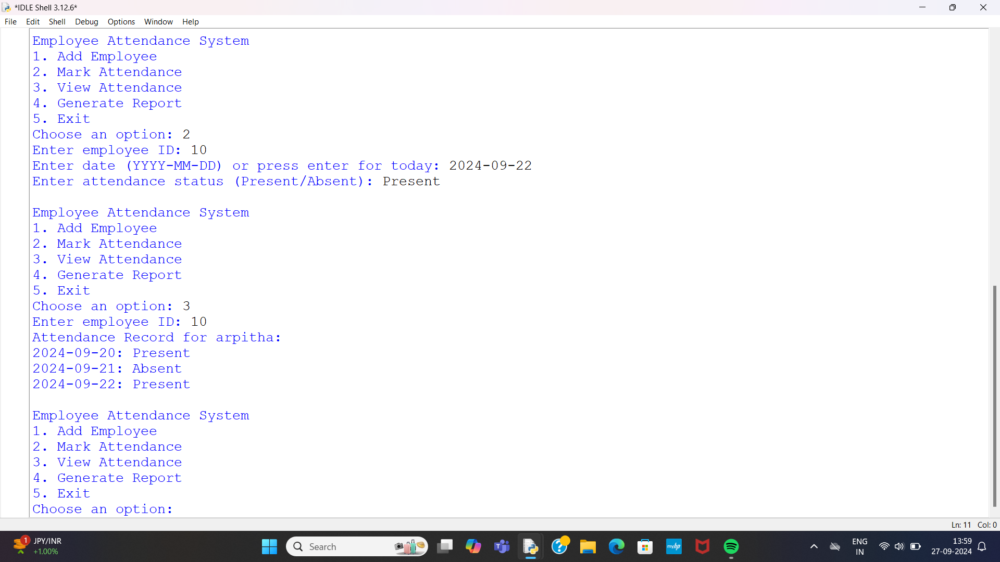 *IDLE Shell 3.12.6*
File Edit Shell Debug Options Window Help
Employee Attendance System
1. Add Employee
2. Mark Attendance
3. View Attendance
4. Generate Report
5. Exit
Choose an option: 2
Enter employee ID: 10
Enter date (YYYY-MM-DD) or press enter for today: 2024-09-22
Enter attendance status (Present/Absent): Present
Employee Attendance System
1. Add Employee
2. Mark Attendance
3. View Attendance
4. Generate Report
5. Exit
Choose an option: 3
Enter employee ID: 10
Attendance Record for arpitha:
2024-09-20: Present
2024-09-21: Absent
2024-09-22: Present
Employee Attendance System
1. Add Employee
2. Mark Attendance
3. View Attendance
4. Generate Report
5. Exit
Choose an option:
Ln: 11 Col: 0
1
JPY/INR
+1.00%
Search
myhp
ENG
IN
13:59
27-09-2024